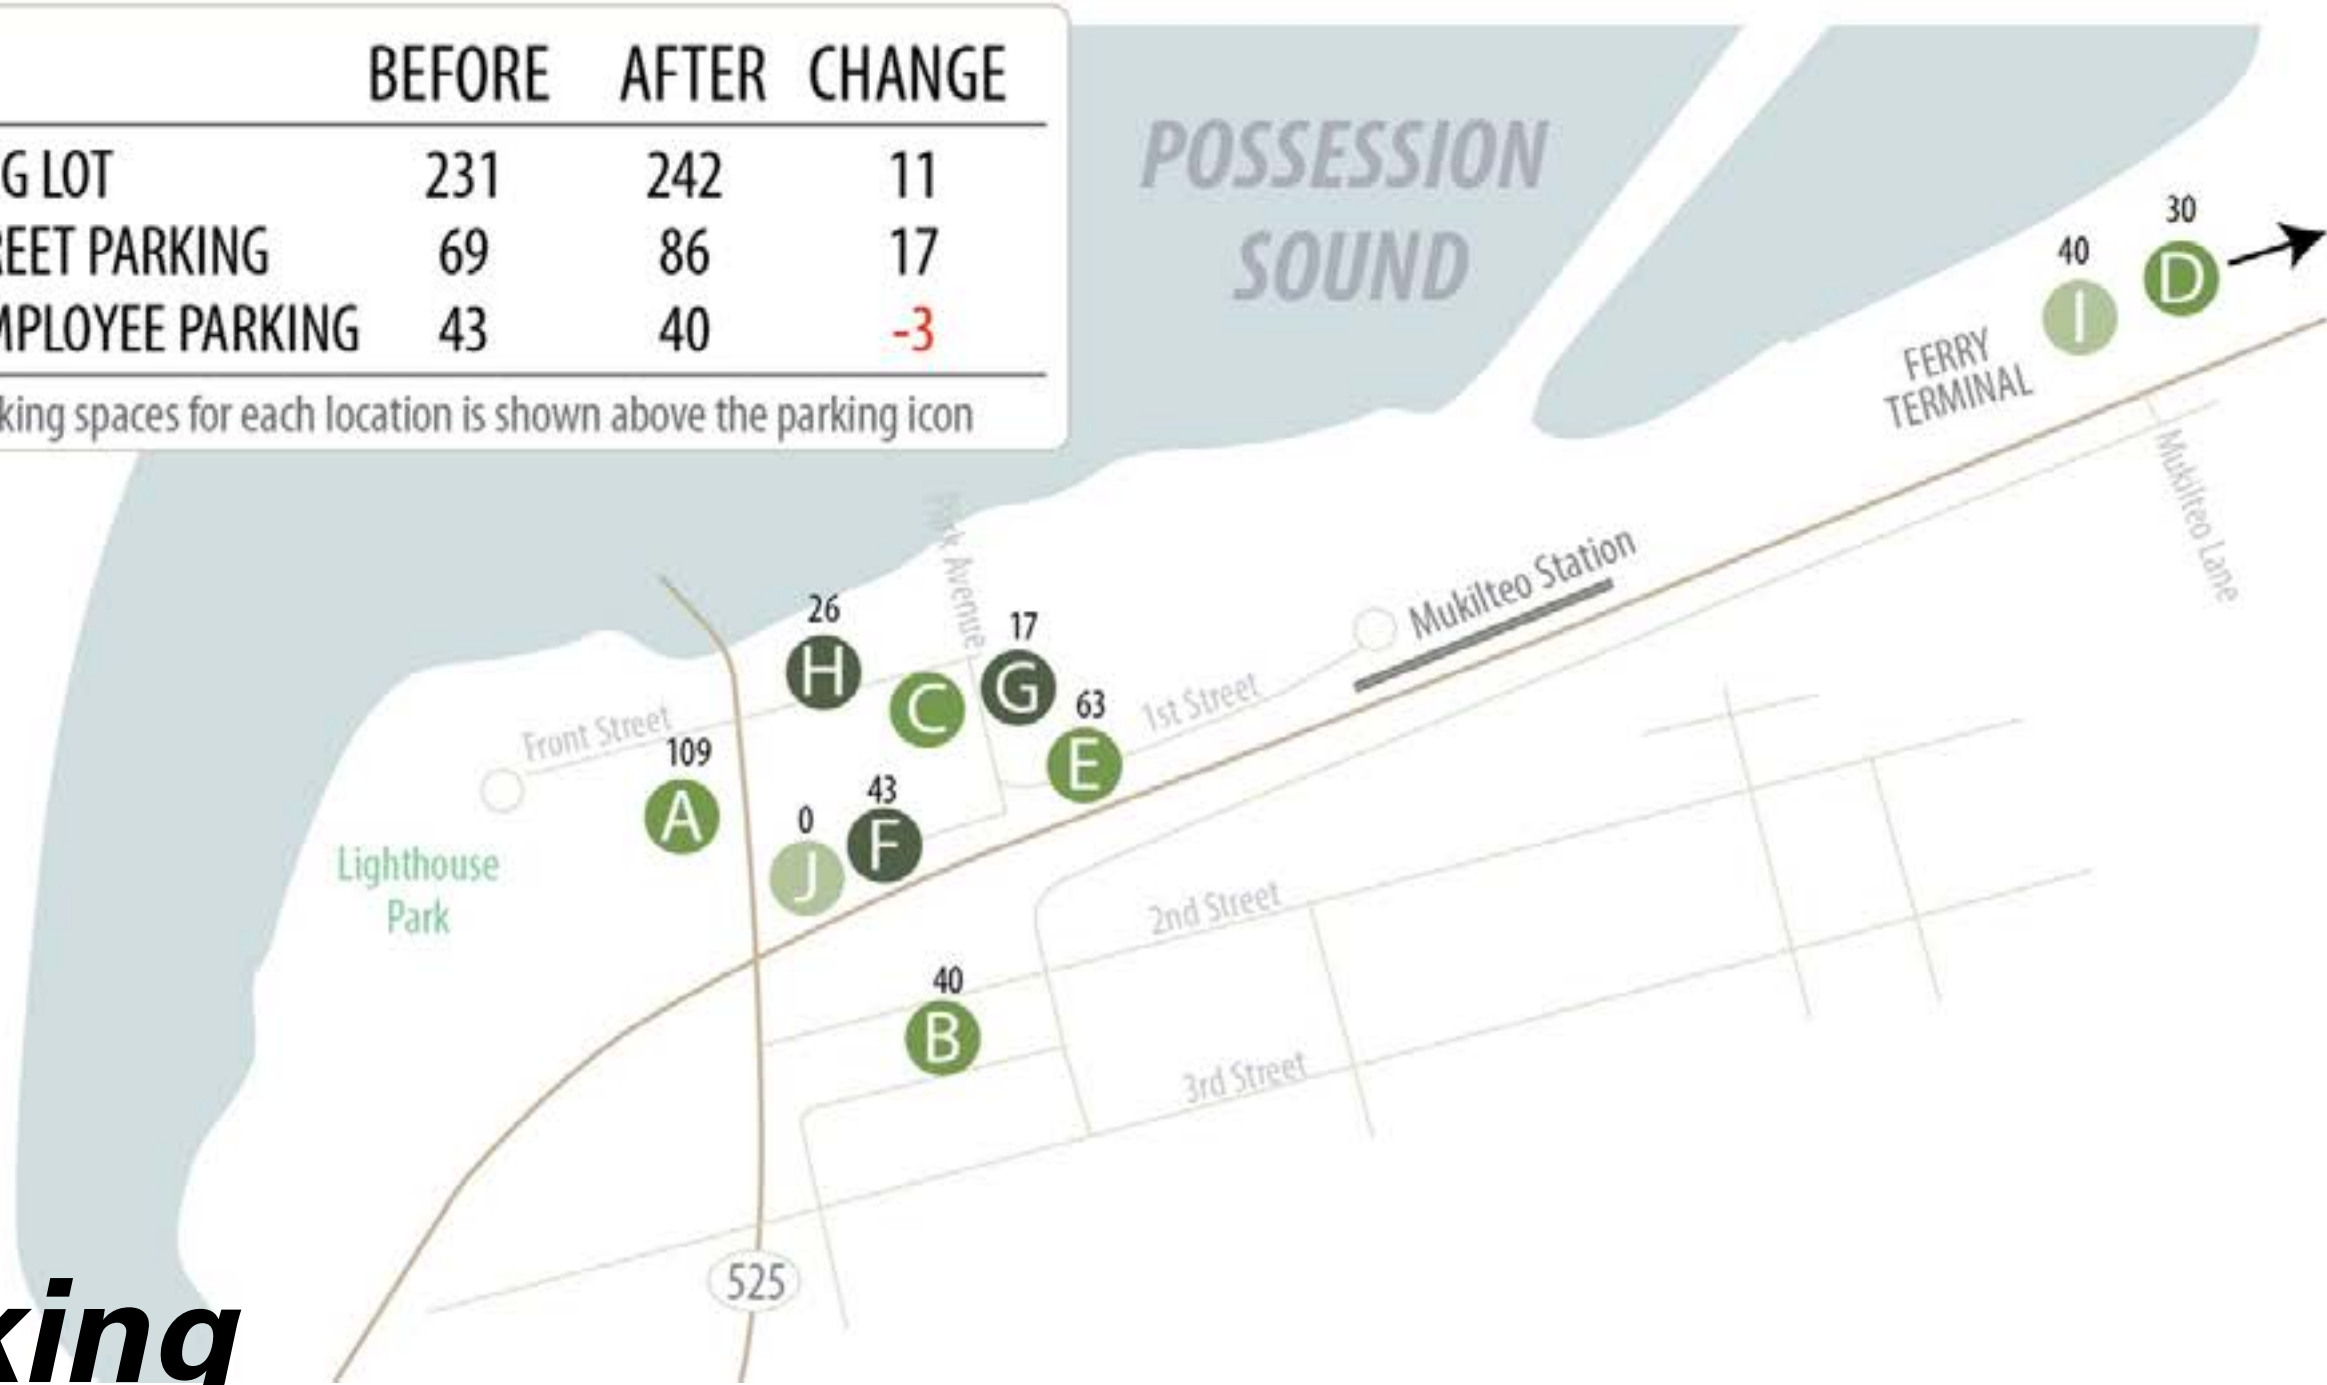 BEFORE AFTER CHANGE
G LOT 231 242 11
REET PARKING 69 86 17
MPLOYEE PARKING 43 40 -3
king spaces for each location is shown above the parking icon
POSSESSION
SOUND
30
D
40
I
FERRY
TERMINAL
Mukilteo Lane
Park Avenue
Mukilteo Station
26
H
C
17
G
63
E
1st Street
Front Street
109
A
0
J
43
F
Lighthouse
Park
2nd Street
40
B
3rd Street
525
king